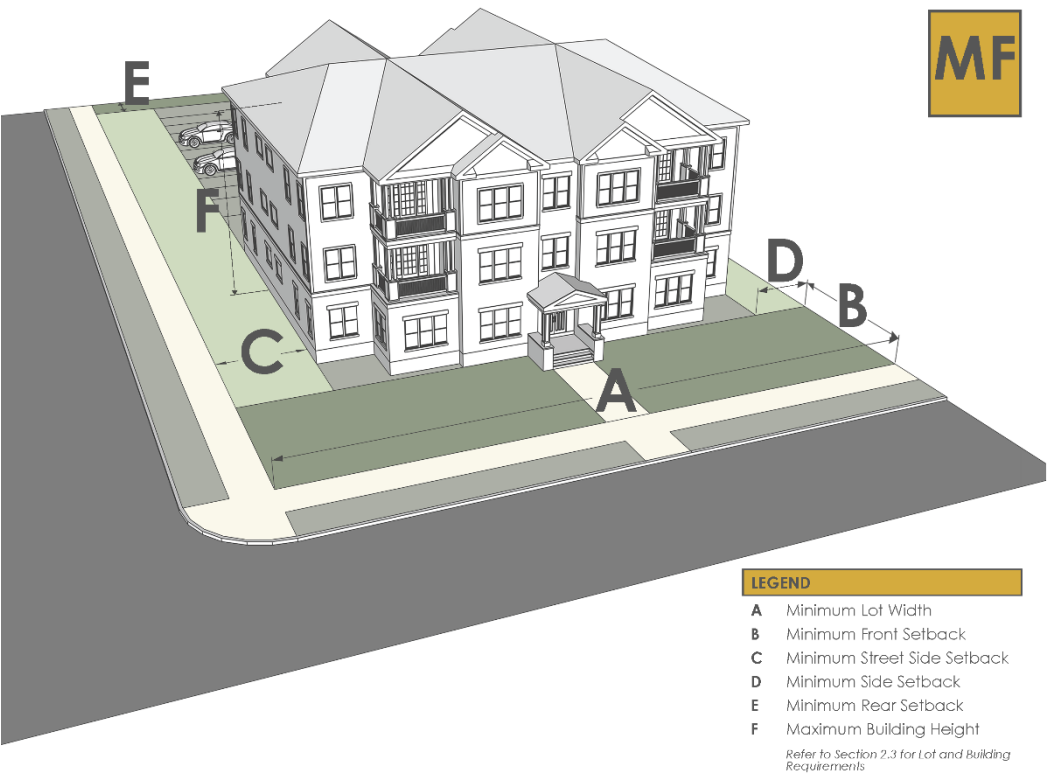 MF
E
F
C
D
B
A
LEGEND
A Minimum Lot Width
B Minimum Front Setback
C Minimum Street Side Setback
D Minimum Side Setback
E Minimum Rear Setback
F Maximum Building Height
Refer to Section 2.3 for Lot and Building
Requirements